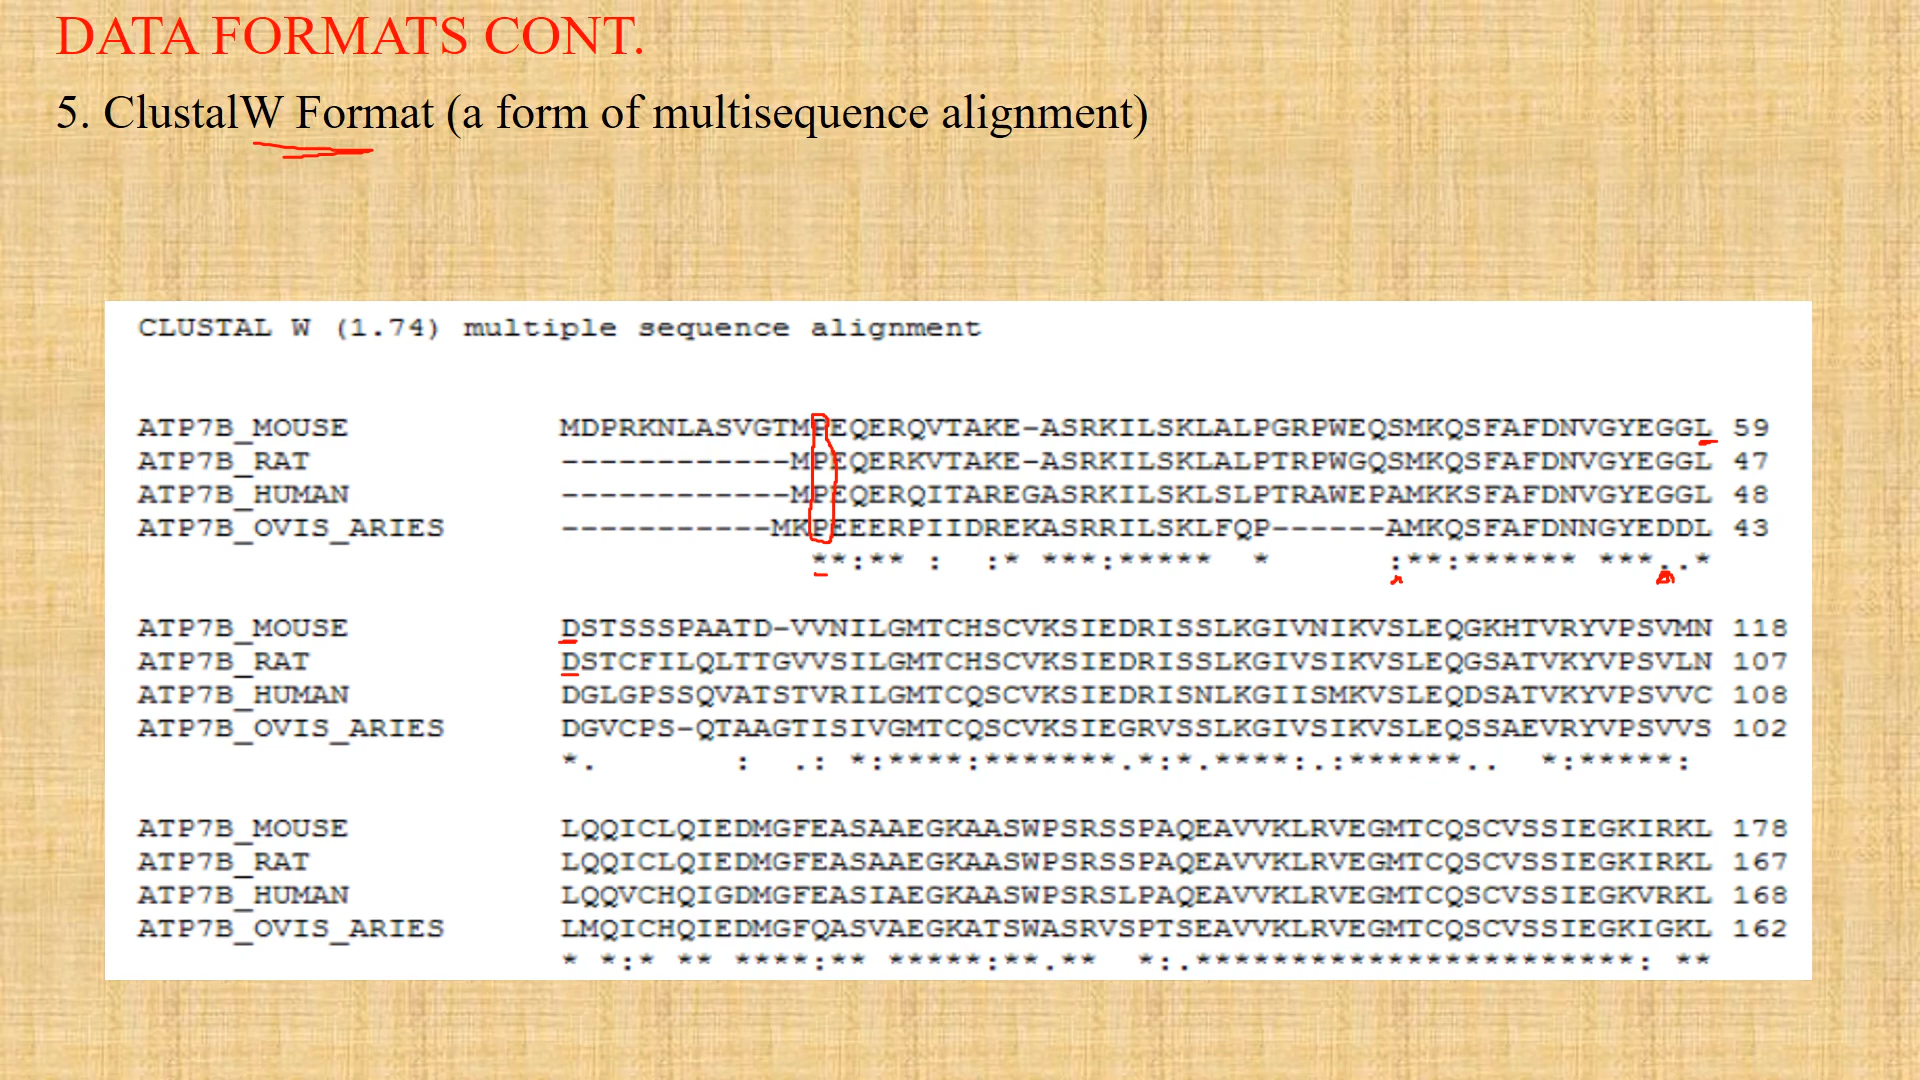 DATA FORMATS CONT.
5. ClustalW Format (a form of multisequence alignment)
CLUSTAL W (1.74) multiple sequence alignment
ATP7B_MOUSE MDPRKNLASVGTMPEQERQVTAKE-ASRKILSKLALPGRPWEQSMKQSFAFDNVGYEGGL 59
ATP7B_RAT ------------MPEQERKVTAKE-ASRKILSKLALPTRPWGQSMKQSFAFDNVGYEGGL 47
ATP7B_HUMAN ------------MPEQERQITAREGASRKILSKLSLPTRAWEPAMKKSFAFDNVGYEGGL 48
ATP7B_OVIS_ARIES -----------MKPEEERPIIDREKASRRILSKLFQP------AMKQSFAFDNNGYEDDL 43
**:** :  :* ***:*****  *      :**:****** ***..*
ATP7B_MOUSE DSTSSSPAATD-VVNILGMTCHSCVKSIEDRISSLKGIVNIKVSLEQGKHTVRYVPSVMN 118
ATP7B_RAT DSTCFILQLTTGVVSILGMTCHSCVKSIEDRISSLKGIVSIKVSLEQGSATVKYVPSVLN 107
ATP7B_HUMAN DGLGPSSQVATSTVRILGMTCQSCVKSIEDRISNLKGIISMKVSLEQDSATVKYVPSVVC 108
ATP7B_OVIS_ARIES DGVCPS-QTAAGTISIVGMTCQSCVKSIEGRVSSLKGIVSIKVSLEQSSAEVRYVPSVVS 102
*.       :  .: *:****:*******.*:*.****:.:******..  *:*****:
ATP7B_MOUSE LQQICLQIEDMGFEASAAEGKAASWPSRSSPAQEAVVKLRVEGMTCQSCVSSIEGKIRKL 178
ATP7B_RAT LQQICLQIEDMGFEASAAEGKAASWPSRSSPAQEAVVKLRVEGMTCQSCVSSIEGKIRKL 167
ATP7B_HUMAN LQQVCHQIGDMGFEASIAEGKAASWPSRSLPAQEAVVKLRVEGMTCQSCVSSIEGKVRKL 168
ATP7B_OVIS_ARIES LMQICHQIEDMGFQASVAEGKATSWASRVSPTSEAVVKLRVEGMTCQSCVSSIEGKIGKL 162
* *:* ** ****:** *****:**.**  *:.***********************: **